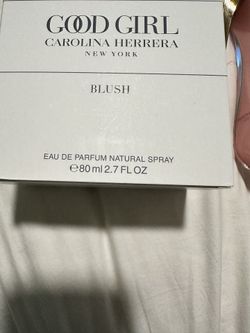 GOOD GIRL
CAROLINA HERRERA
NEW YORK
BLUSH
EAU DE PARFUM NATURAL SPRAY
℮80 ml 2.7 FL OZ